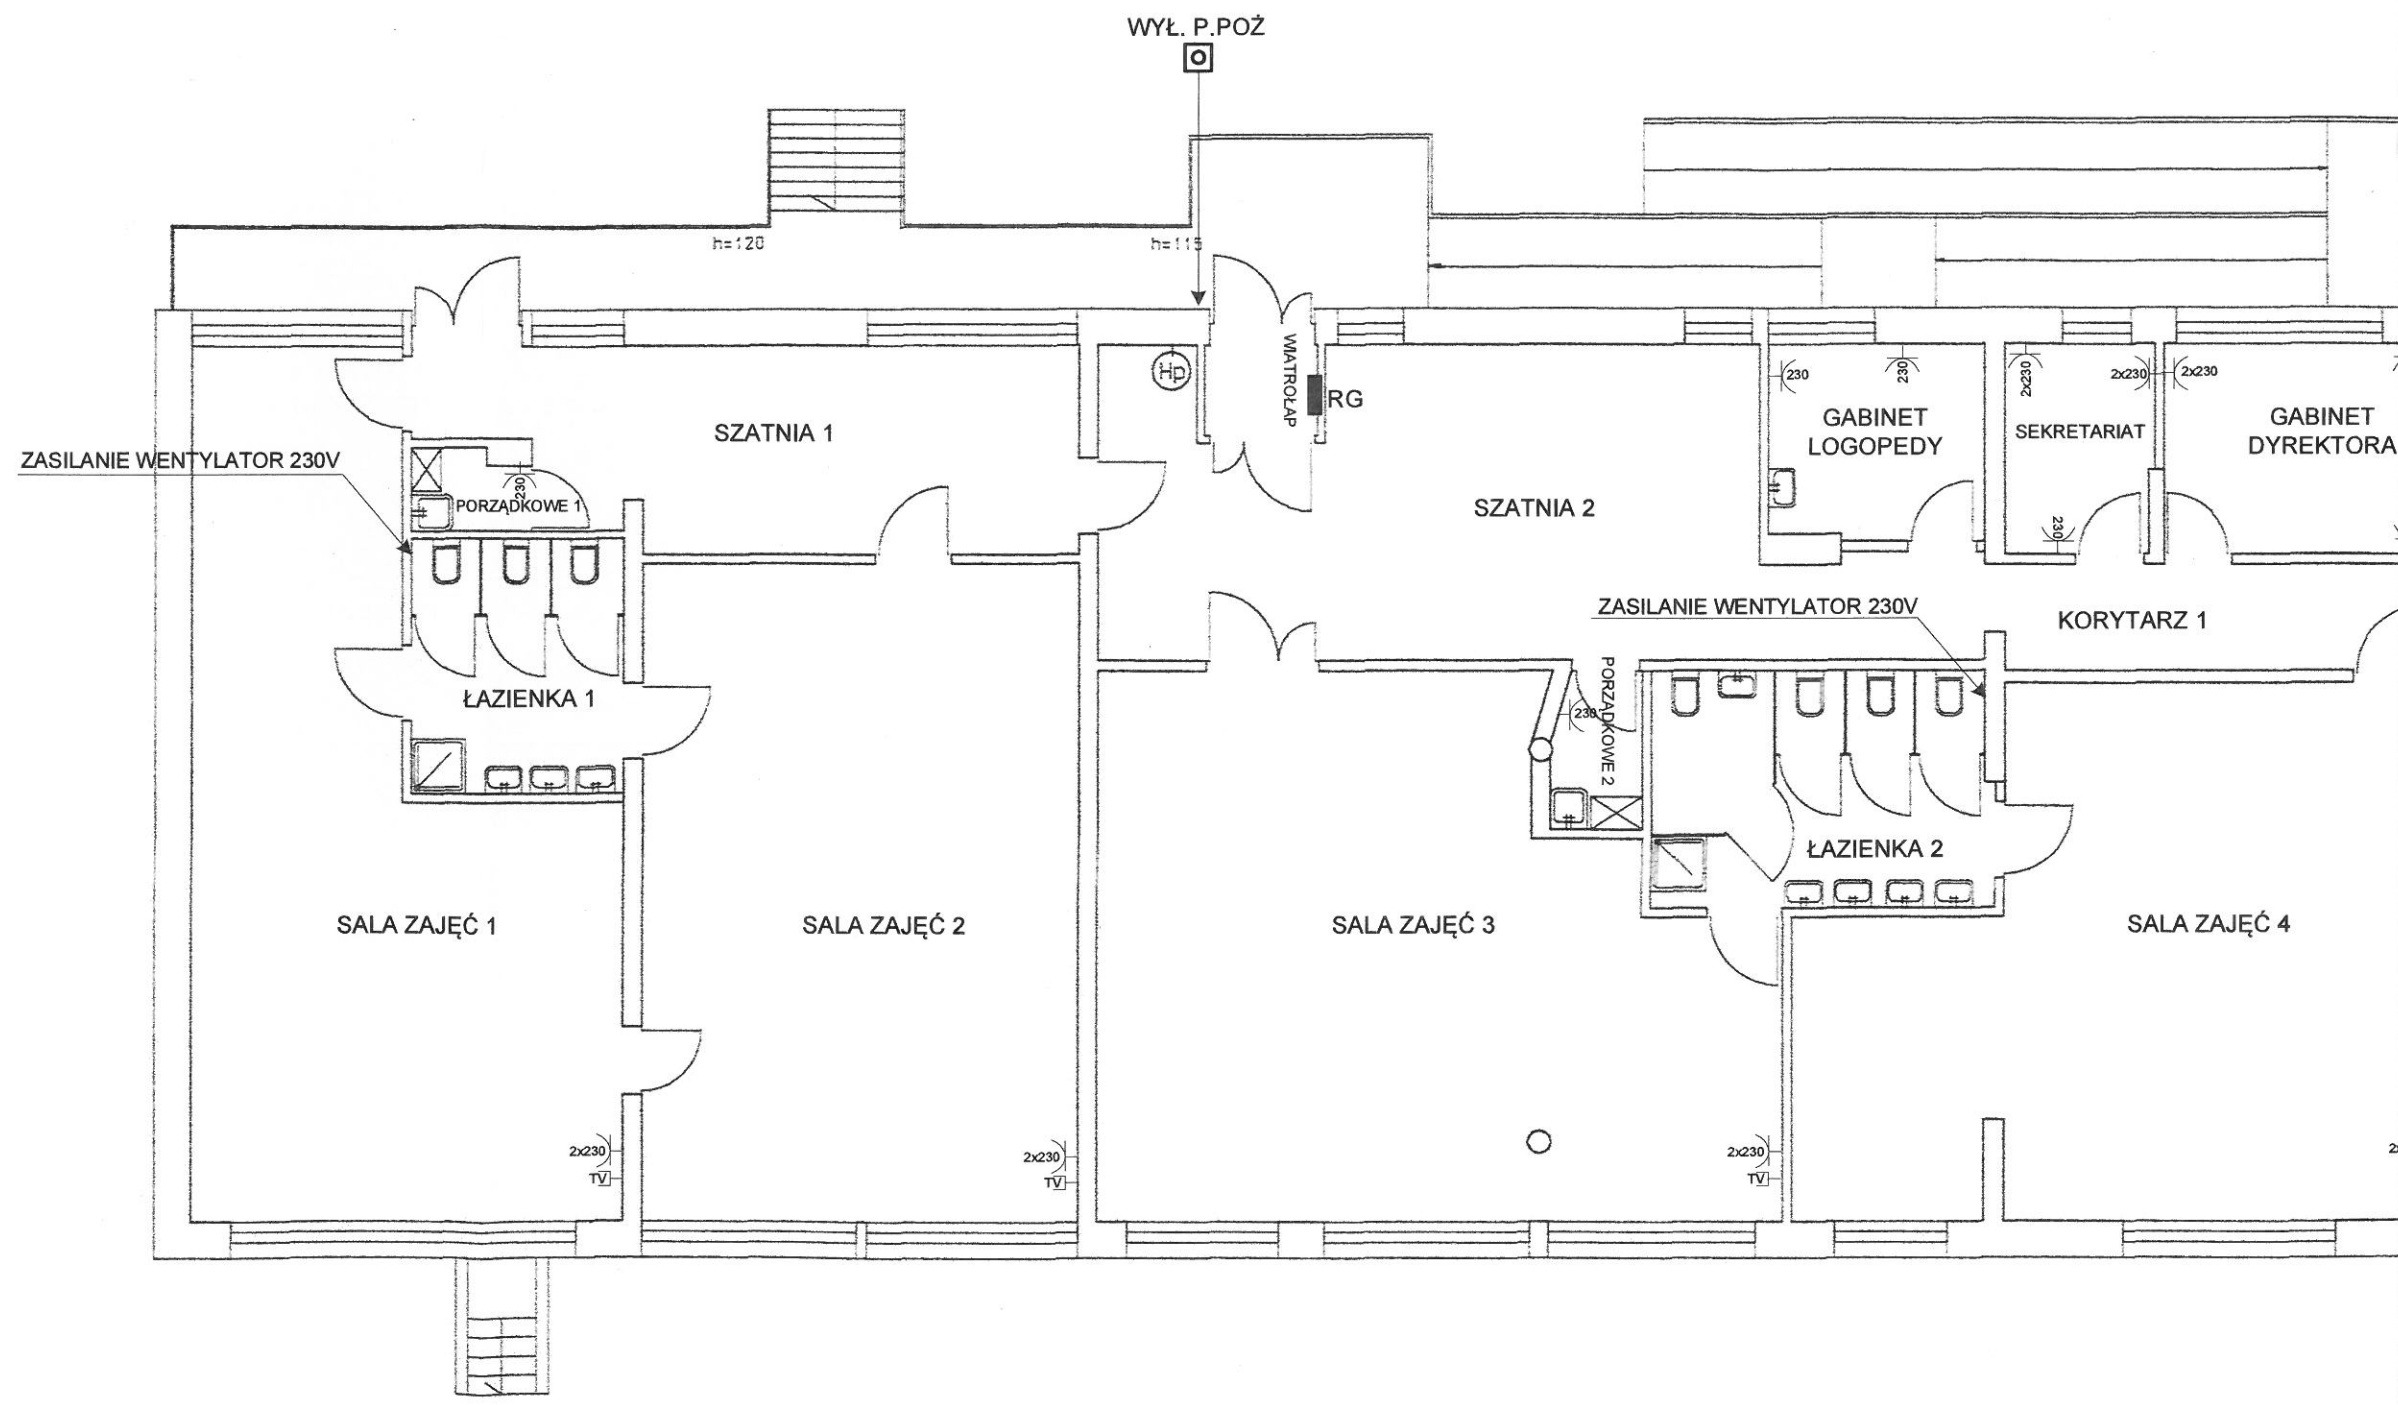 WYŁ. P.POŻ
h=120
h=115
WIATROŁAP
HP
RG
230
230
2x230
2x230
2x230
GABINET
LOGOPEDY
SEKRETARIAT
GABINET
DYREKTORA
SZATNIA 1
ZASILANIE WENTYLATOR 230V
230
PORZĄDKOWE 1
SZATNIA 2
230
ZASILANIE WENTYLATOR 230V
KORYTARZ 1
ŁAZIENKA 1
230
PORZĄDKOWE 2
ŁAZIENKA 2
SALA ZAJĘĆ 1
SALA ZAJĘĆ 2
SALA ZAJĘĆ 3
SALA ZAJĘĆ 4
2x230
TV
2x230
TV
2x230
TV